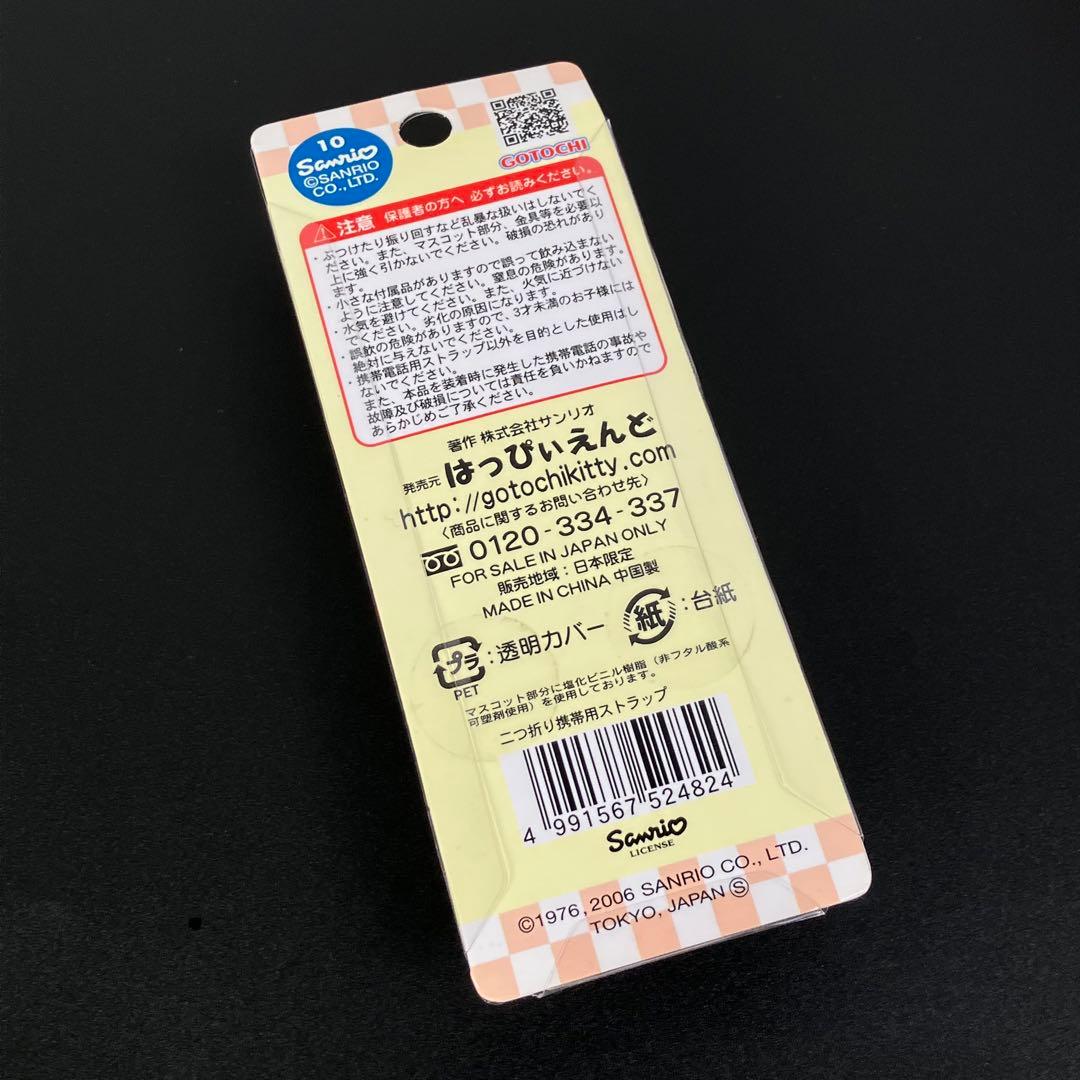 10
Sanrio
©SANRIO
CO.,LTD.
GOTOCHI
注意 保護者の方へ 必ずお読みください。
・ぶつけたり振り回すなど乱暴な扱いはしないでく
ださい。また、マスコット部分、金具等を必要以
上に強く引かないでください。破損の恐れがあり
ます。
・小さな付属品がありますので誤って飲み込まない
ように注意してください。窒息の危険があります。
・水気を避けてください。また、火気に近づけない
でください。劣化の原因になります。
・誤飲の危険がありますので、3才未満のお子様には
絶対に与えないでください。
・携帯電話用ストラップ以外を目的とした使用はし
ないでください。
また、本品を装着時に発生した携帯電話の事故や
故障及び破損については責任を負いかねますので
あらかじめご了承ください。
著作 株式会社サンリオ
発売元 はっぴぃえんど
http://gotochikitty.com
〈商品に関するお問い合わせ先〉
0120-334-337
FOR SALE IN JAPAN ONLY
販売地域：日本限定
MADE IN CHINA 中国製
プラ：透明カバー 紙：台紙
PET
マスコット部分に塩化ビニル樹脂（非フタル酸系
可塑剤使用）を使用しております。
二つ折り携帯用ストラップ
4 991567 524824
Sanrio
LICENSE
©1976,2006 SANRIO CO., LTD.
TOKYO, JAPAN Ⓢ